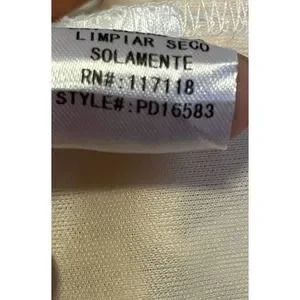 LIMPIAR SECO
SOLAMENTE
RN#:117118
STYLE#:PD16583